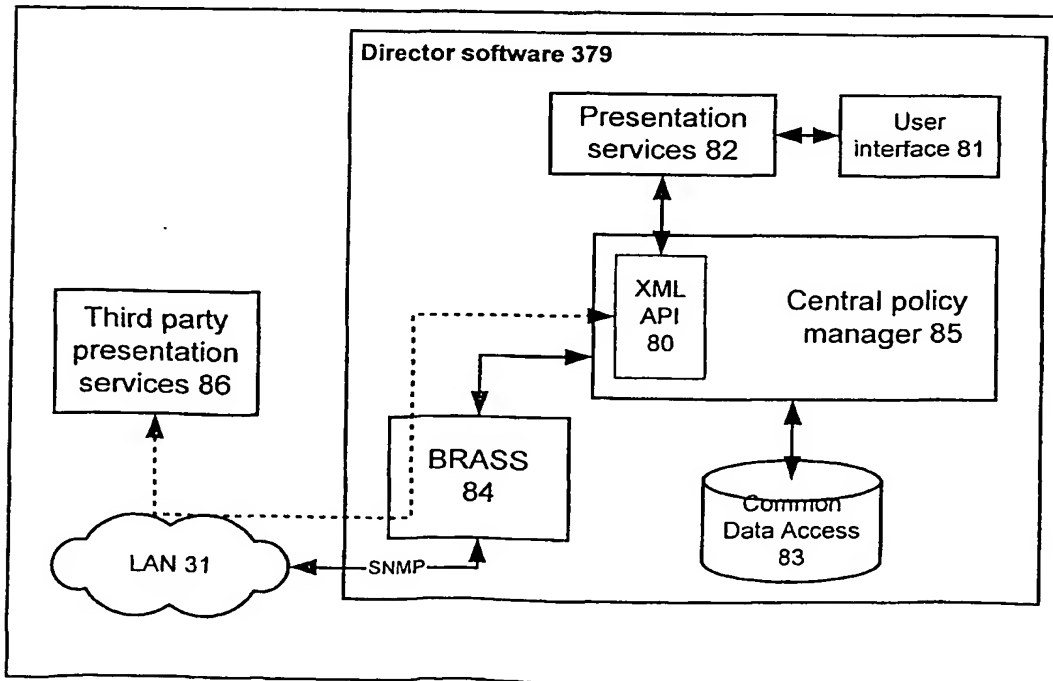 Director software 379
Presentation
services 82
User
interface 81
XML
API
80
Central policy
manager 85
Third party
presentation
services 86
BRASS
84
Common
Data Access
83
LAN 31
SNMP